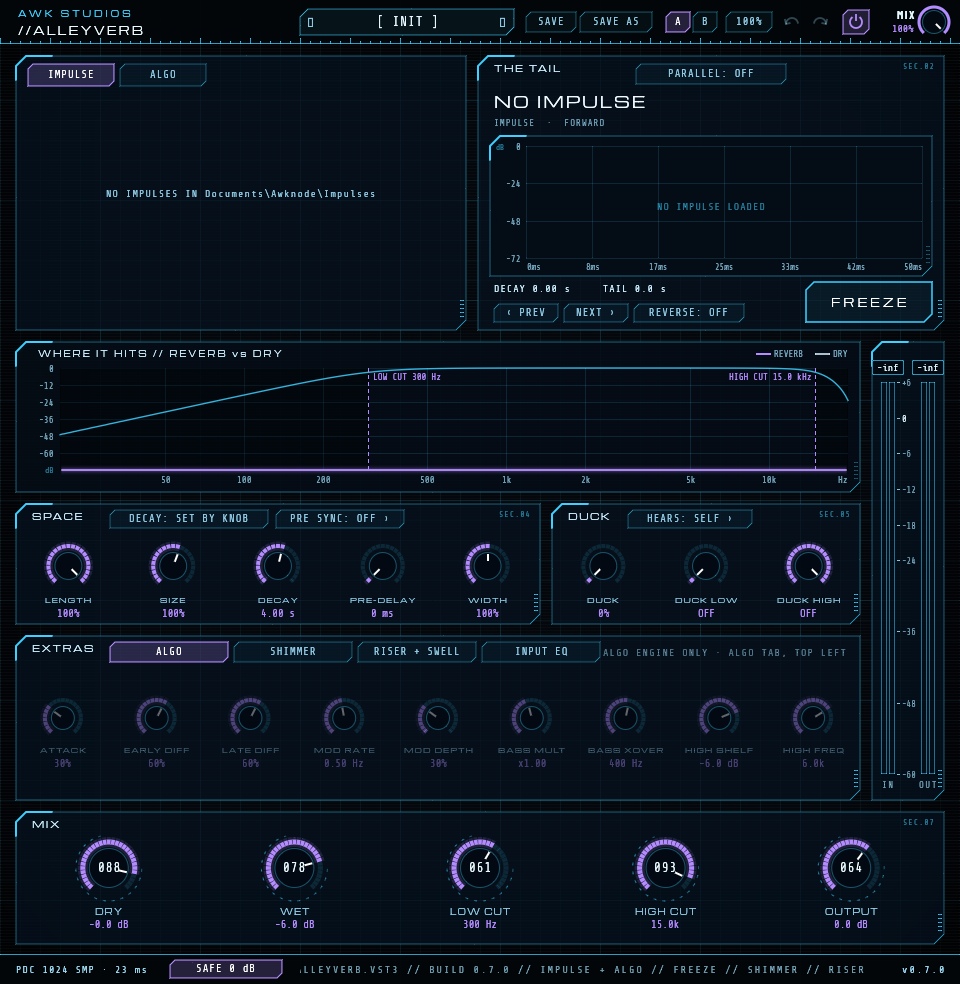 AWK STUDIOS
//ALLEYVERB
[ INIT ]
SAVE
SAVE AS
A
B
100%
MIX
100%
IMPULSE
ALGO
NO IMPULSES IN Documents\Awknode\Impulses
THE TAIL
PARALLEL: OFF
SEC.02
NO IMPULSE
IMPULSE · FORWARD
dB
0
-24
-48
-72
NO IMPULSE LOADED
0ms 8ms 17ms 25ms 33ms 42ms 50ms
DECAY 0.00 s TAIL 0.0 s
‹ PREV
NEXT ›
REVERSE: OFF
FREEZE
WHERE IT HITS // REVERB vs DRY
REVERB DRY
0
-12
-24
-36
-48
-60
dB
LOW CUT 300 Hz
HIGH CUT 15.0 kHz
50 100 200 500 1k 2k 5k 10k Hz
-inf -inf
+6
-0
-6
-12
-18
-24
-36
-48
-60
IN OUT
SPACE
DECAY: SET BY KNOB
PRE SYNC: OFF ›
SEC.04
LENGTH SIZE DECAY PRE-DELAY WIDTH
100% 100% 4.00 s 0 ms 100%
DUCK
HEARS: SELF ›
SEC.05
DUCK DUCK LOW DUCK HIGH
0% OFF OFF
EXTRAS
ALGO
SHIMMER
RISER + SWELL
INPUT EQ
ALGO ENGINE ONLY · ALGO TAB, TOP LEFT
ATTACK EARLY DIFF LATE DIFF MOD RATE MOD DEPTH BASS MULT BASS XOVER HIGH SHELF HIGH FREQ
30% 60% 60% 0.50 Hz 30% x1.00 400 Hz -6.0 dB 6.0k
MIX
SEC.07
088 078 061 093 064
DRY WET LOW CUT HIGH CUT OUTPUT
-0.0 dB -6.0 dB 300 Hz 15.0k 0.0 dB
PDC 1024 SMP · 23 ms
SAFE 0 dB
LLEYVERB.VST3 // BUILD 0.7.0 // IMPULSE + ALGO // FREEZE // SHIMMER // RISER
v0.7.0